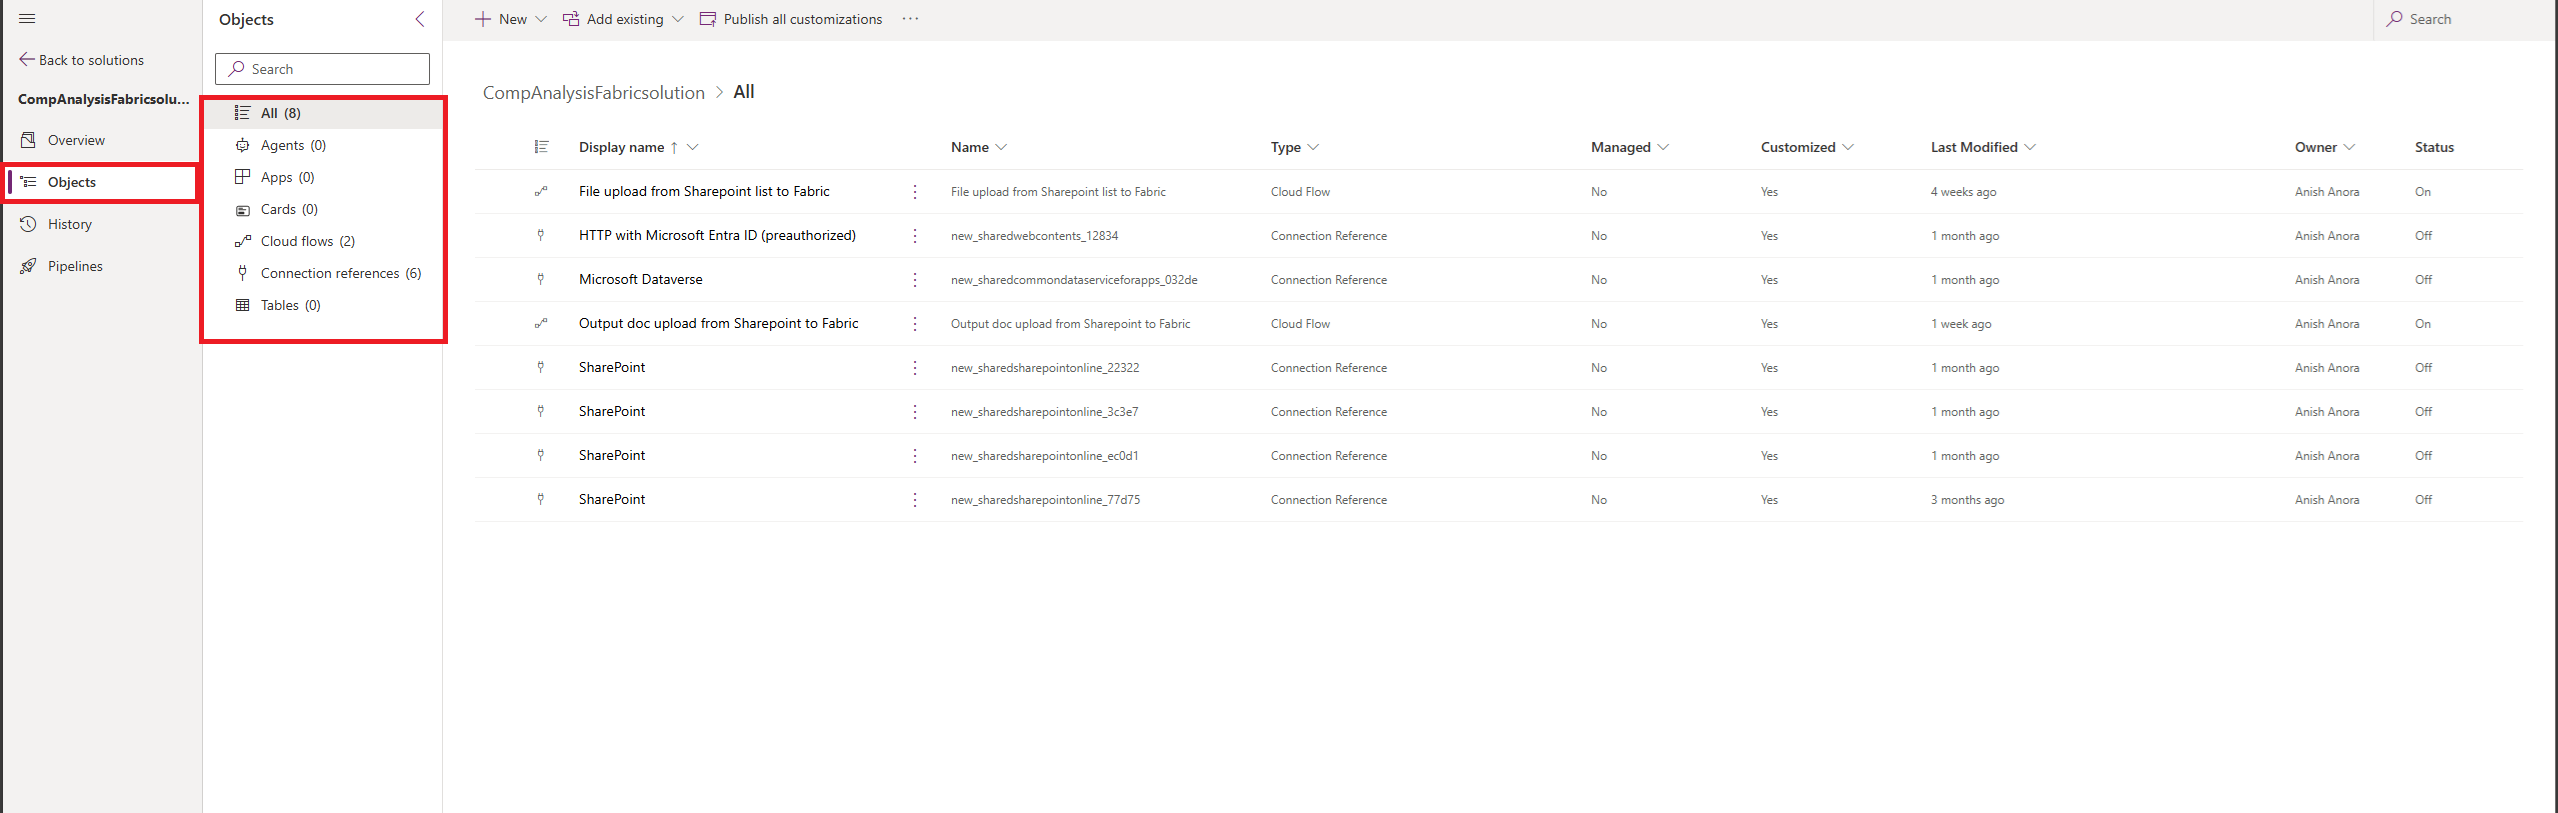 Back to solutions
CompAnalysisFabricsolu...
Overview
Objects
History
Pipelines
Objects
Search
All (8)
Agents (0)
Apps (0)
Cards (0)
Cloud flows (2)
Connection references (6)
Tables (0)
New Add existing Publish all customizations ... Search
CompAnalysisFabricsolution > All
Display name ↑ Name Type Managed Customized Last Modified Owner Status
File upload from Sharepoint list to Fabric File upload from Sharepoint list to Fabric Cloud Flow No Yes 4 weeks ago Anish Anora On
HTTP with Microsoft Entra ID (preauthorized) new_sharedwebcontents_12834 Connection Reference No Yes 1 month ago Anish Anora Off
Microsoft Dataverse new_sharedcommondataserviceforapps_032de Connection Reference No Yes 1 month ago Anish Anora Off
Output doc upload from Sharepoint to Fabric Output doc upload from Sharepoint to Fabric Cloud Flow No Yes 1 week ago Anish Anora On
SharePoint new_sharedsharepointonline_22322 Connection Reference No Yes 1 month ago Anish Anora Off
SharePoint new_sharedsharepointonline_3c3e7 Connection Reference No Yes 1 month ago Anish Anora Off
SharePoint new_sharedsharepointonline_ec0d1 Connection Reference No Yes 1 month ago Anish Anora Off
SharePoint new_sharedsharepointonline_77d75 Connection Reference No Yes 3 months ago Anish Anora Off